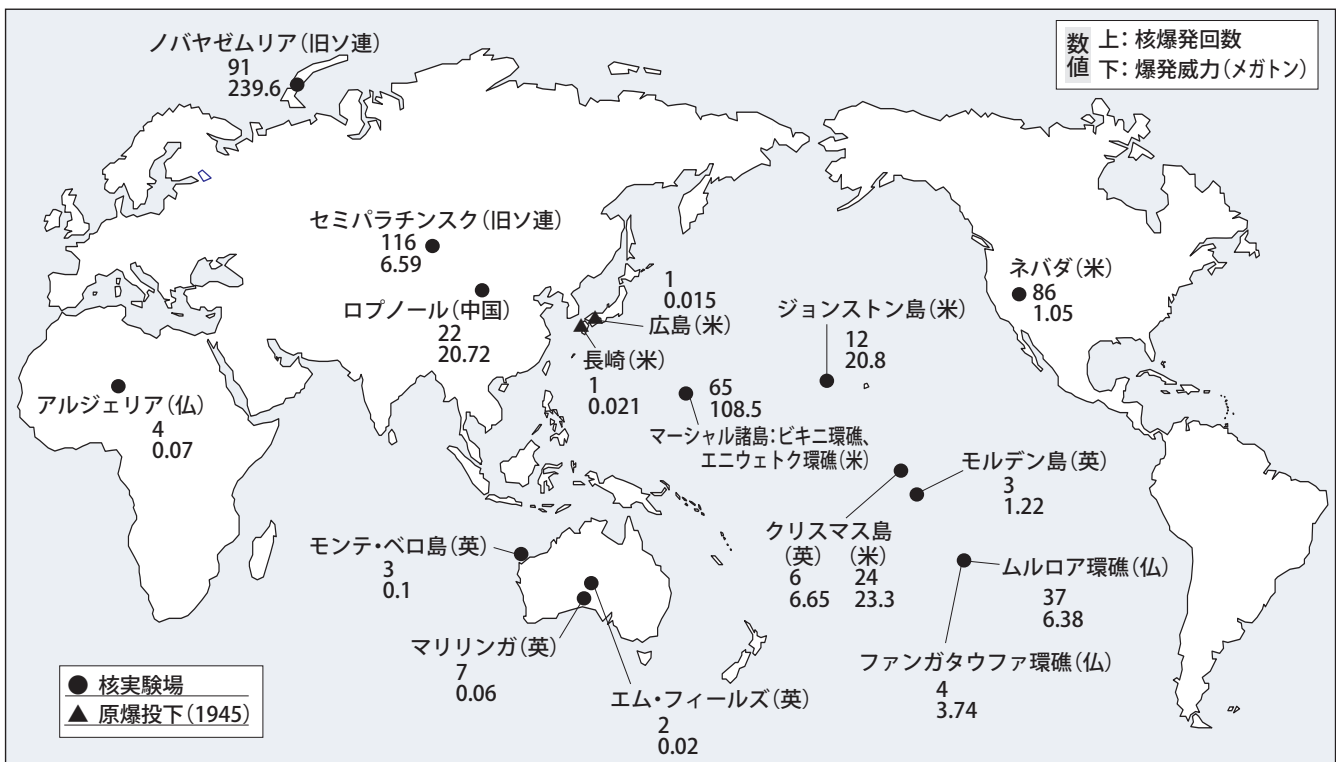 ノバヤゼムリア（旧ソ連）
91
239.6
数値
上：核爆発回数
下：爆発威力（メガトン）
セミパラチンスク（旧ソ連）
116
6.59
ロプノール（中国）
22
20.72
1
0.015
広島（米）
長崎（米）
1
0.021
ジョンストン島（米）
12
20.8
ネバダ（米）
86
1.05
アルジェリア（仏）
4
0.07
65
108.5
マーシャル諸島：ビキニ環礁、
エニウェトク環礁（米）
モルデン島（英）
3
1.22
クリスマス島
（英）（米）
6 24
6.65 23.3
モンテ・ベロ島（英）
3
0.1
ムルロア環礁（仏）
37
6.38
マリリンガ（英）
7
0.06
ファンガタウファ環礁（仏）
4
3.74
エム・フィールズ（英）
2
0.02
● 核実験場
▲ 原爆投下（1945）